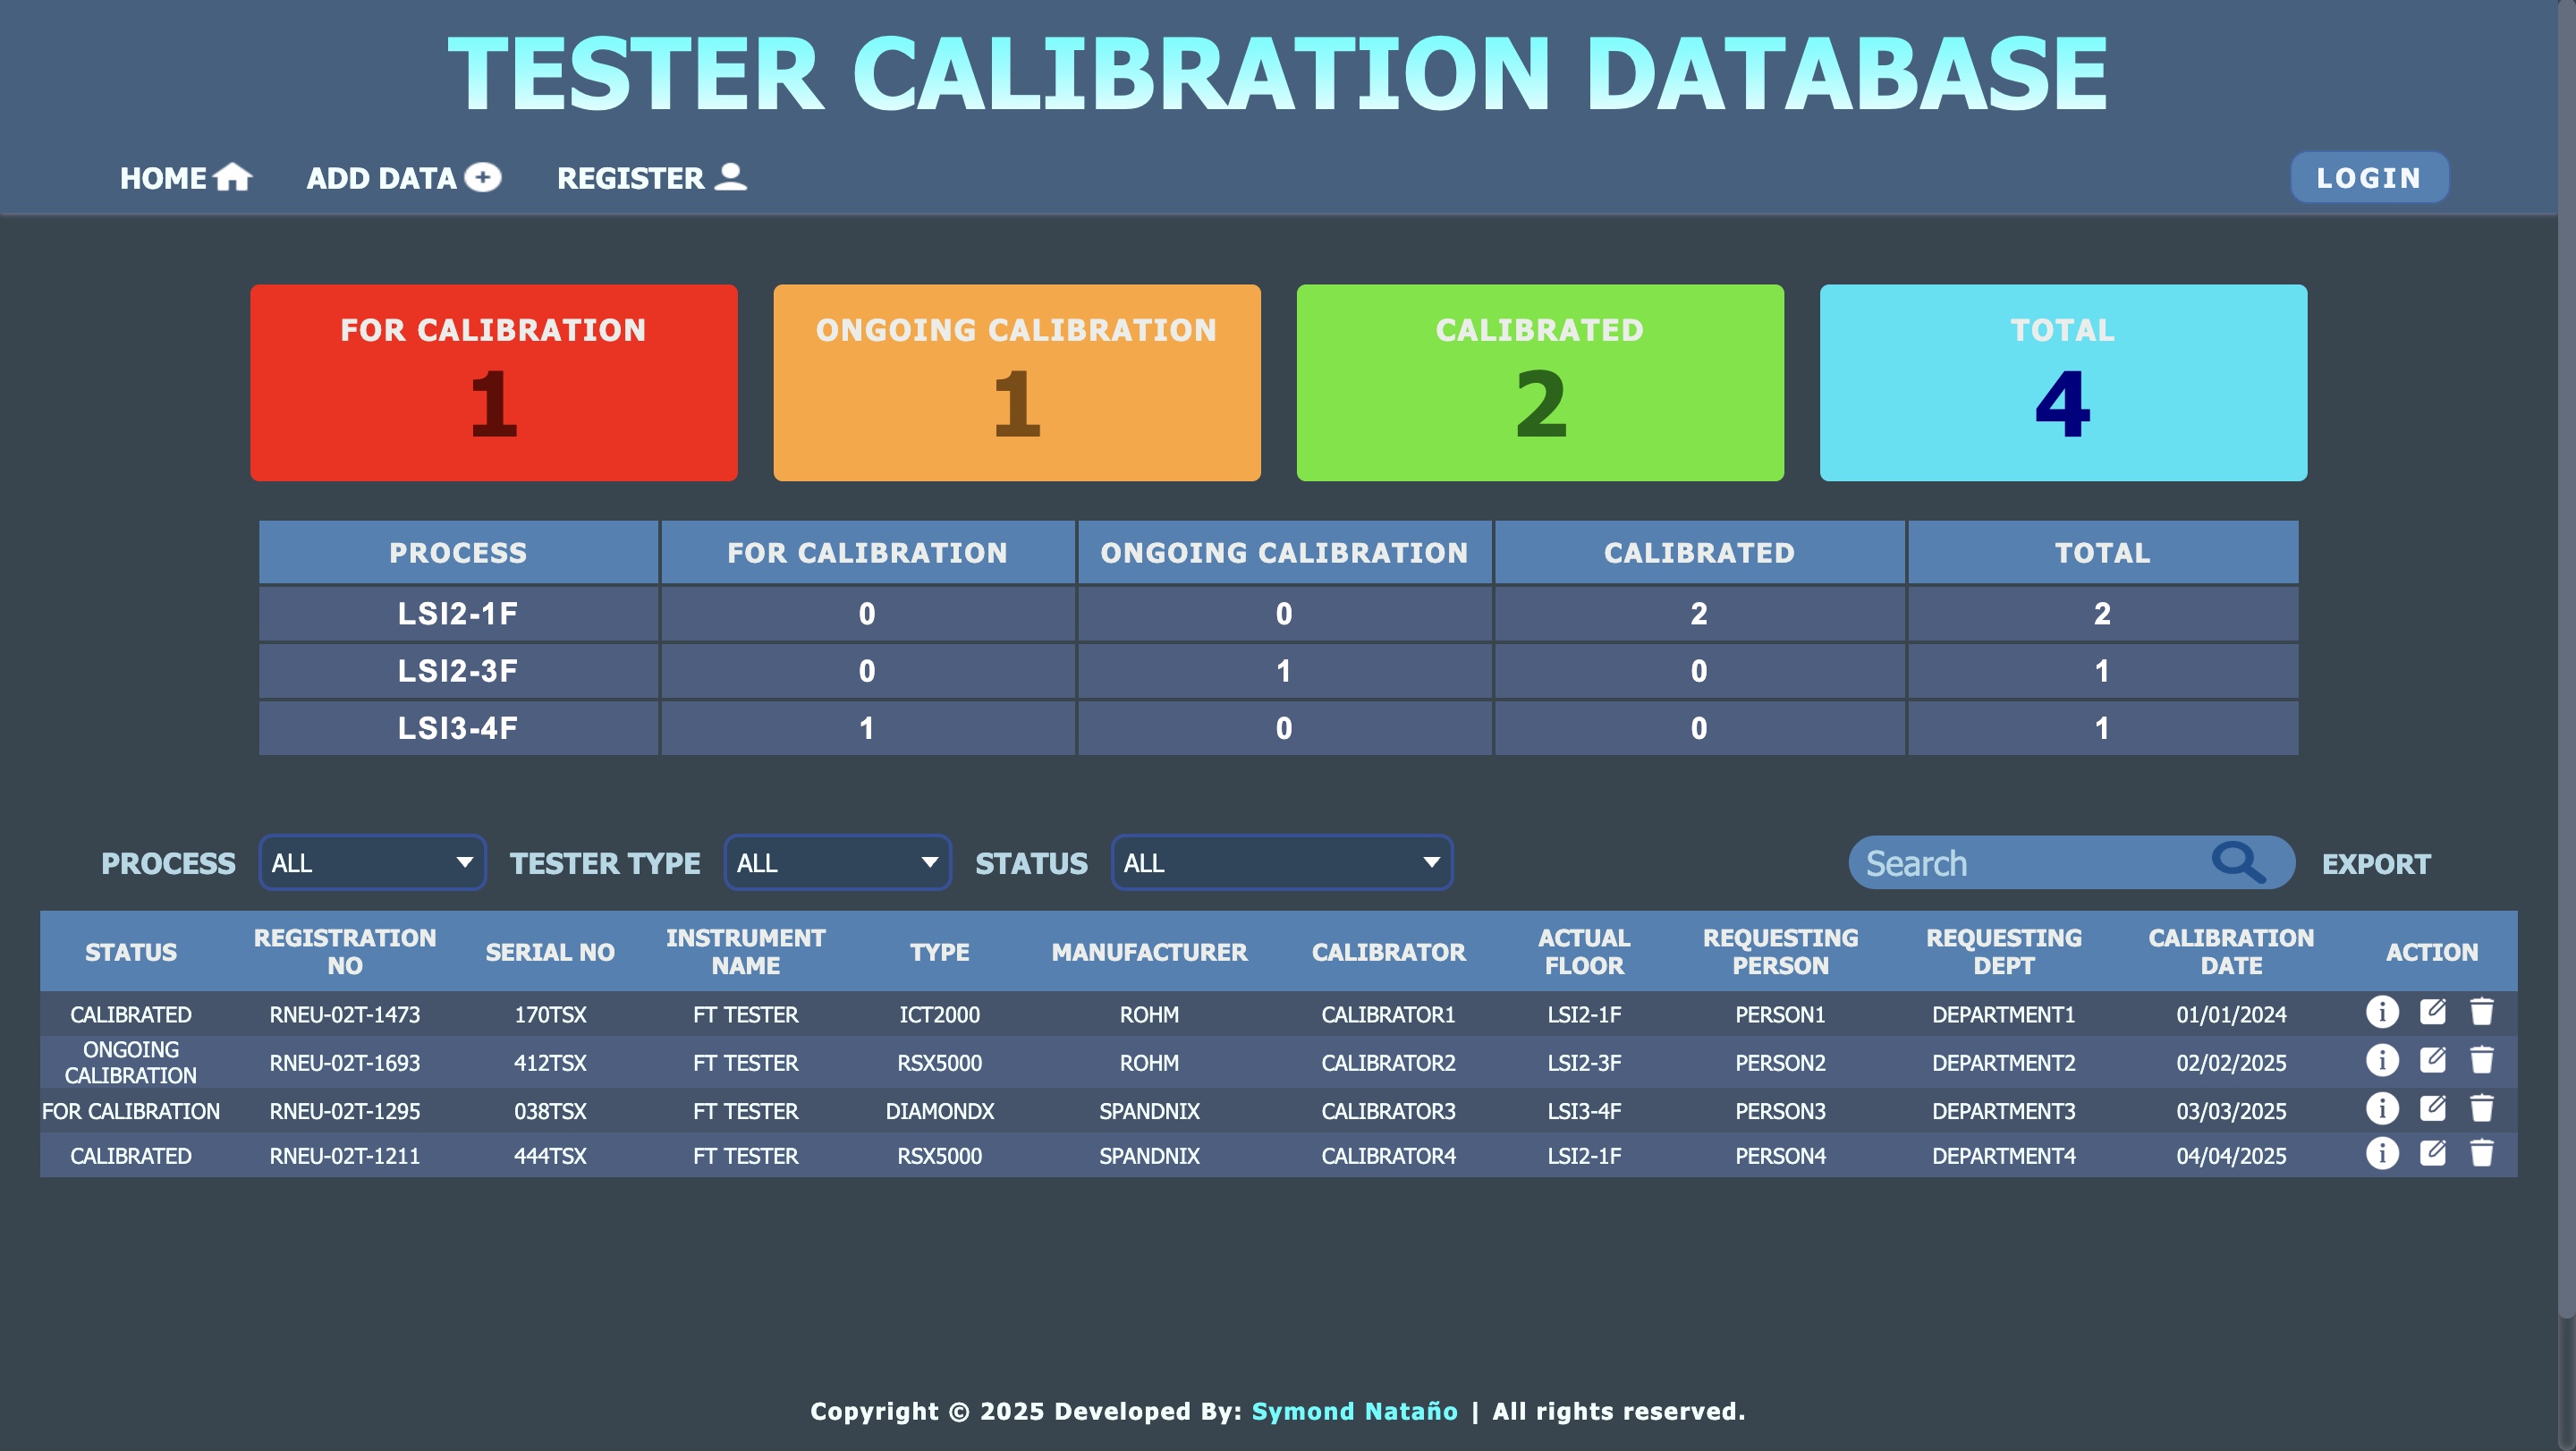 TESTER CALIBRATION DATABASE
HOME ADD DATA REGISTER LOGIN
FOR CALIBRATION ONGOING CALIBRATION CALIBRATED TOTAL
1 1 2 4
PROCESS FOR CALIBRATION ONGOING CALIBRATION CALIBRATED TOTAL
LSI2-1F 0 0 2 2
LSI2-3F 0 1 0 1
LSI3-4F 1 0 0 1
PROCESS ALL TESTER TYPE ALL STATUS ALL Search EXPORT
STATUS REGISTRATION NO SERIAL NO INSTRUMENT NAME TYPE MANUFACTURER CALIBRATOR ACTUAL FLOOR REQUESTING PERSON REQUESTING DEPT CALIBRATION DATE ACTION
CALIBRATED RNEU-02T-1473 170TSX FT TESTER ICT2000 ROHM CALIBRATOR1 LSI2-1F PERSON1 DEPARTMENT1 01/01/2024
ONGOING CALIBRATION RNEU-02T-1693 412TSX FT TESTER RSX5000 ROHM CALIBRATOR2 LSI2-3F PERSON2 DEPARTMENT2 02/02/2025
FOR CALIBRATION RNEU-02T-1295 038TSX FT TESTER DIAMONDX SPANDNIX CALIBRATOR3 LSI3-4F PERSON3 DEPARTMENT3 03/03/2025
CALIBRATED RNEU-02T-1211 444TSX FT TESTER RSX5000 SPANDNIX CALIBRATOR4 LSI2-1F PERSON4 DEPARTMENT4 04/04/2025
Copyright © 2025 Developed By: Symond Nataño | All rights reserved.